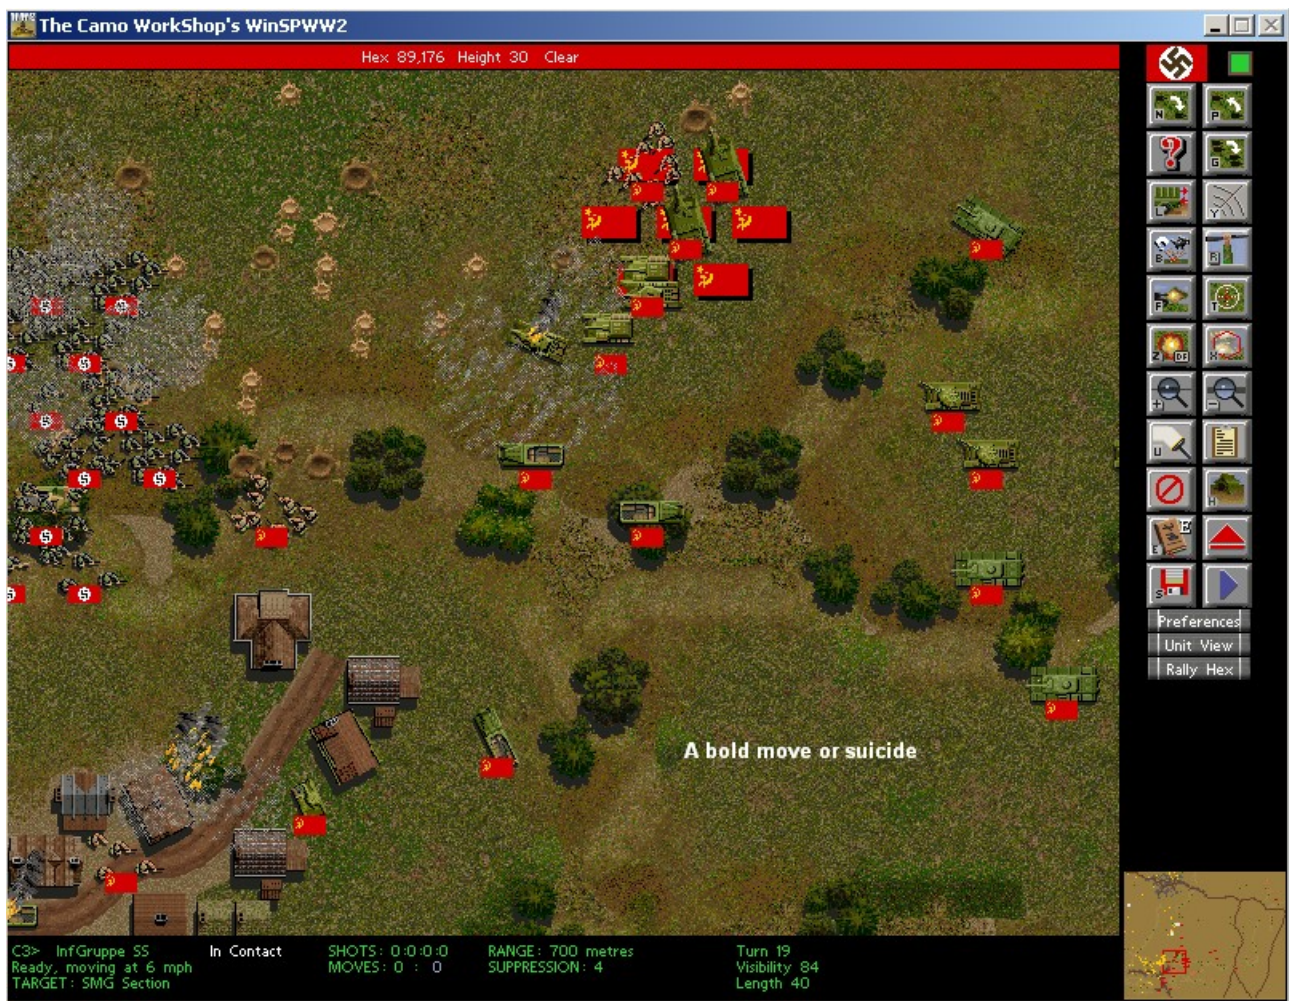 The Camo WorkShop's WinSPWW2
Hex 89,176 Height 30 Clear
N P
? G
L Y
B R
F T
Z DF X
+ -
U
H
E E
S
Preferences
Unit View
Rally Hex
A bold move or suicide
C3> InfGruppe SS In Contact SHOTS: 0:0:0:0 RANGE: 700 metres Turn 19
Ready, moving at 6 mph MOVES: 0 : 0 SUPPRESSION: 4 Visibility 84
TARGET: SMG Section Length 40